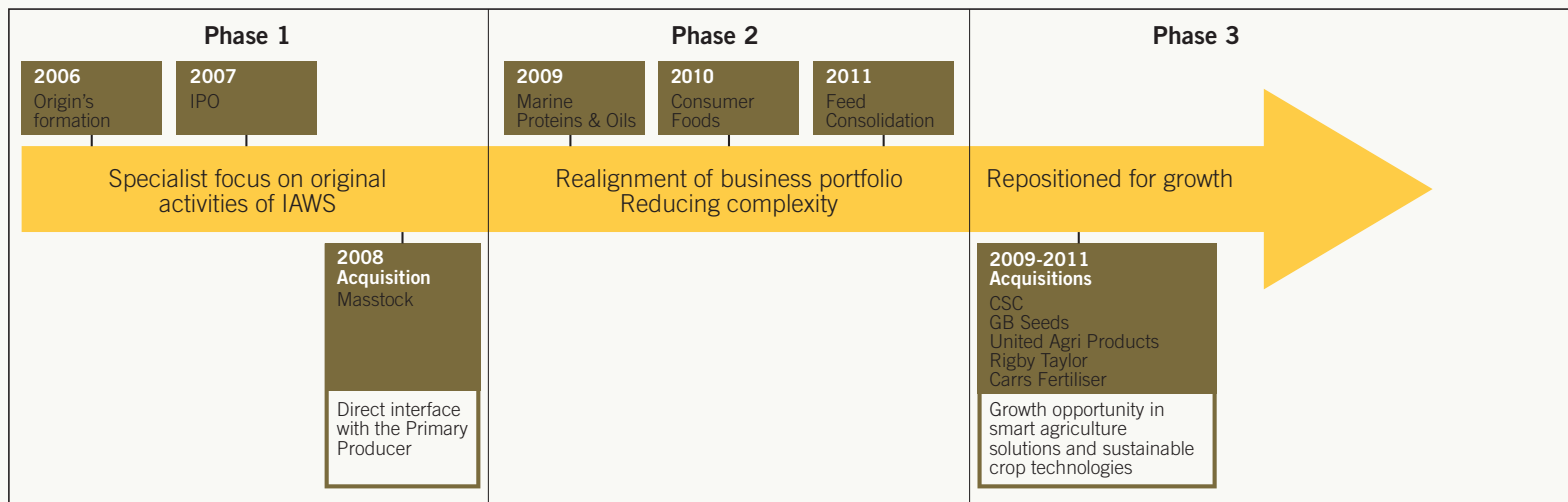 Phase 1
2006
Origin's
formation
2007
IPO
Specialist focus on original
activities of IAWS
2008
Acquisition
Masstock
Direct interface
with the Primary
Producer
Phase 2
2009
Marine
Proteins & Oils
2010
Consumer
Foods
2011
Feed
Consolidation
Realignment of business portfolio
Reducing complexity
Phase 3
Repositioned for growth
2009-2011
Acquisitions
CSC
GB Seeds
United Agri Products
Rigby Taylor
Carrs Fertiliser
Growth opportunity in
smart agriculture
solutions and sustainable
crop technologies